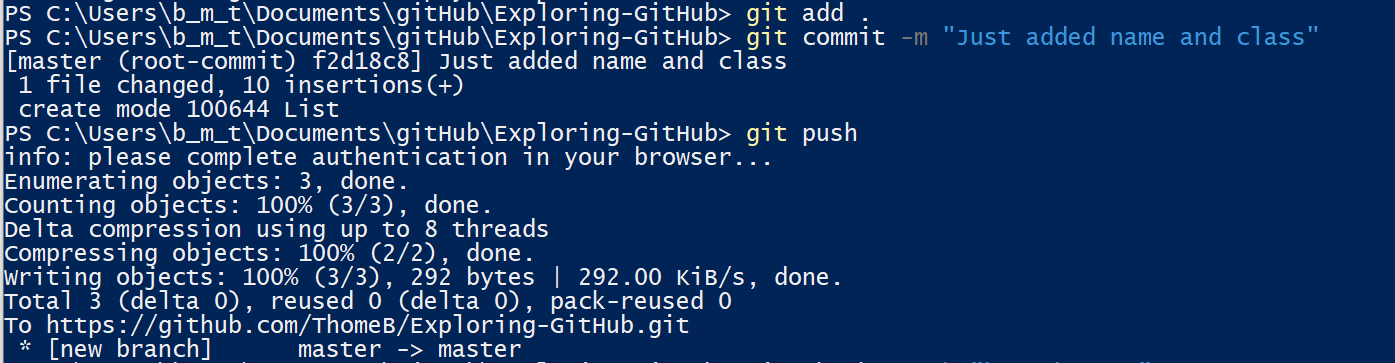 PS C:\Users\b_m_t\Documents\gitHub\Exploring-GitHub> git add .
PS C:\Users\b_m_t\Documents\gitHub\Exploring-GitHub> git commit -m "Just added name and class"
[master (root-commit) f2d18c8] Just added name and class
 1 file changed, 10 insertions(+)
 create mode 100644 List
PS C:\Users\b_m_t\Documents\gitHub\Exploring-GitHub> git push
info: please complete authentication in your browser...
Enumerating objects: 3, done.
Counting objects: 100% (3/3), done.
Delta compression using up to 8 threads
Compressing objects: 100% (2/2), done.
Writing objects: 100% (3/3), 292 bytes | 292.00 KiB/s, done.
Total 3 (delta 0), reused 0 (delta 0), pack-reused 0
To https://github.com/ThomeB/Exploring-GitHub.git
 * [new branch]      master -> master